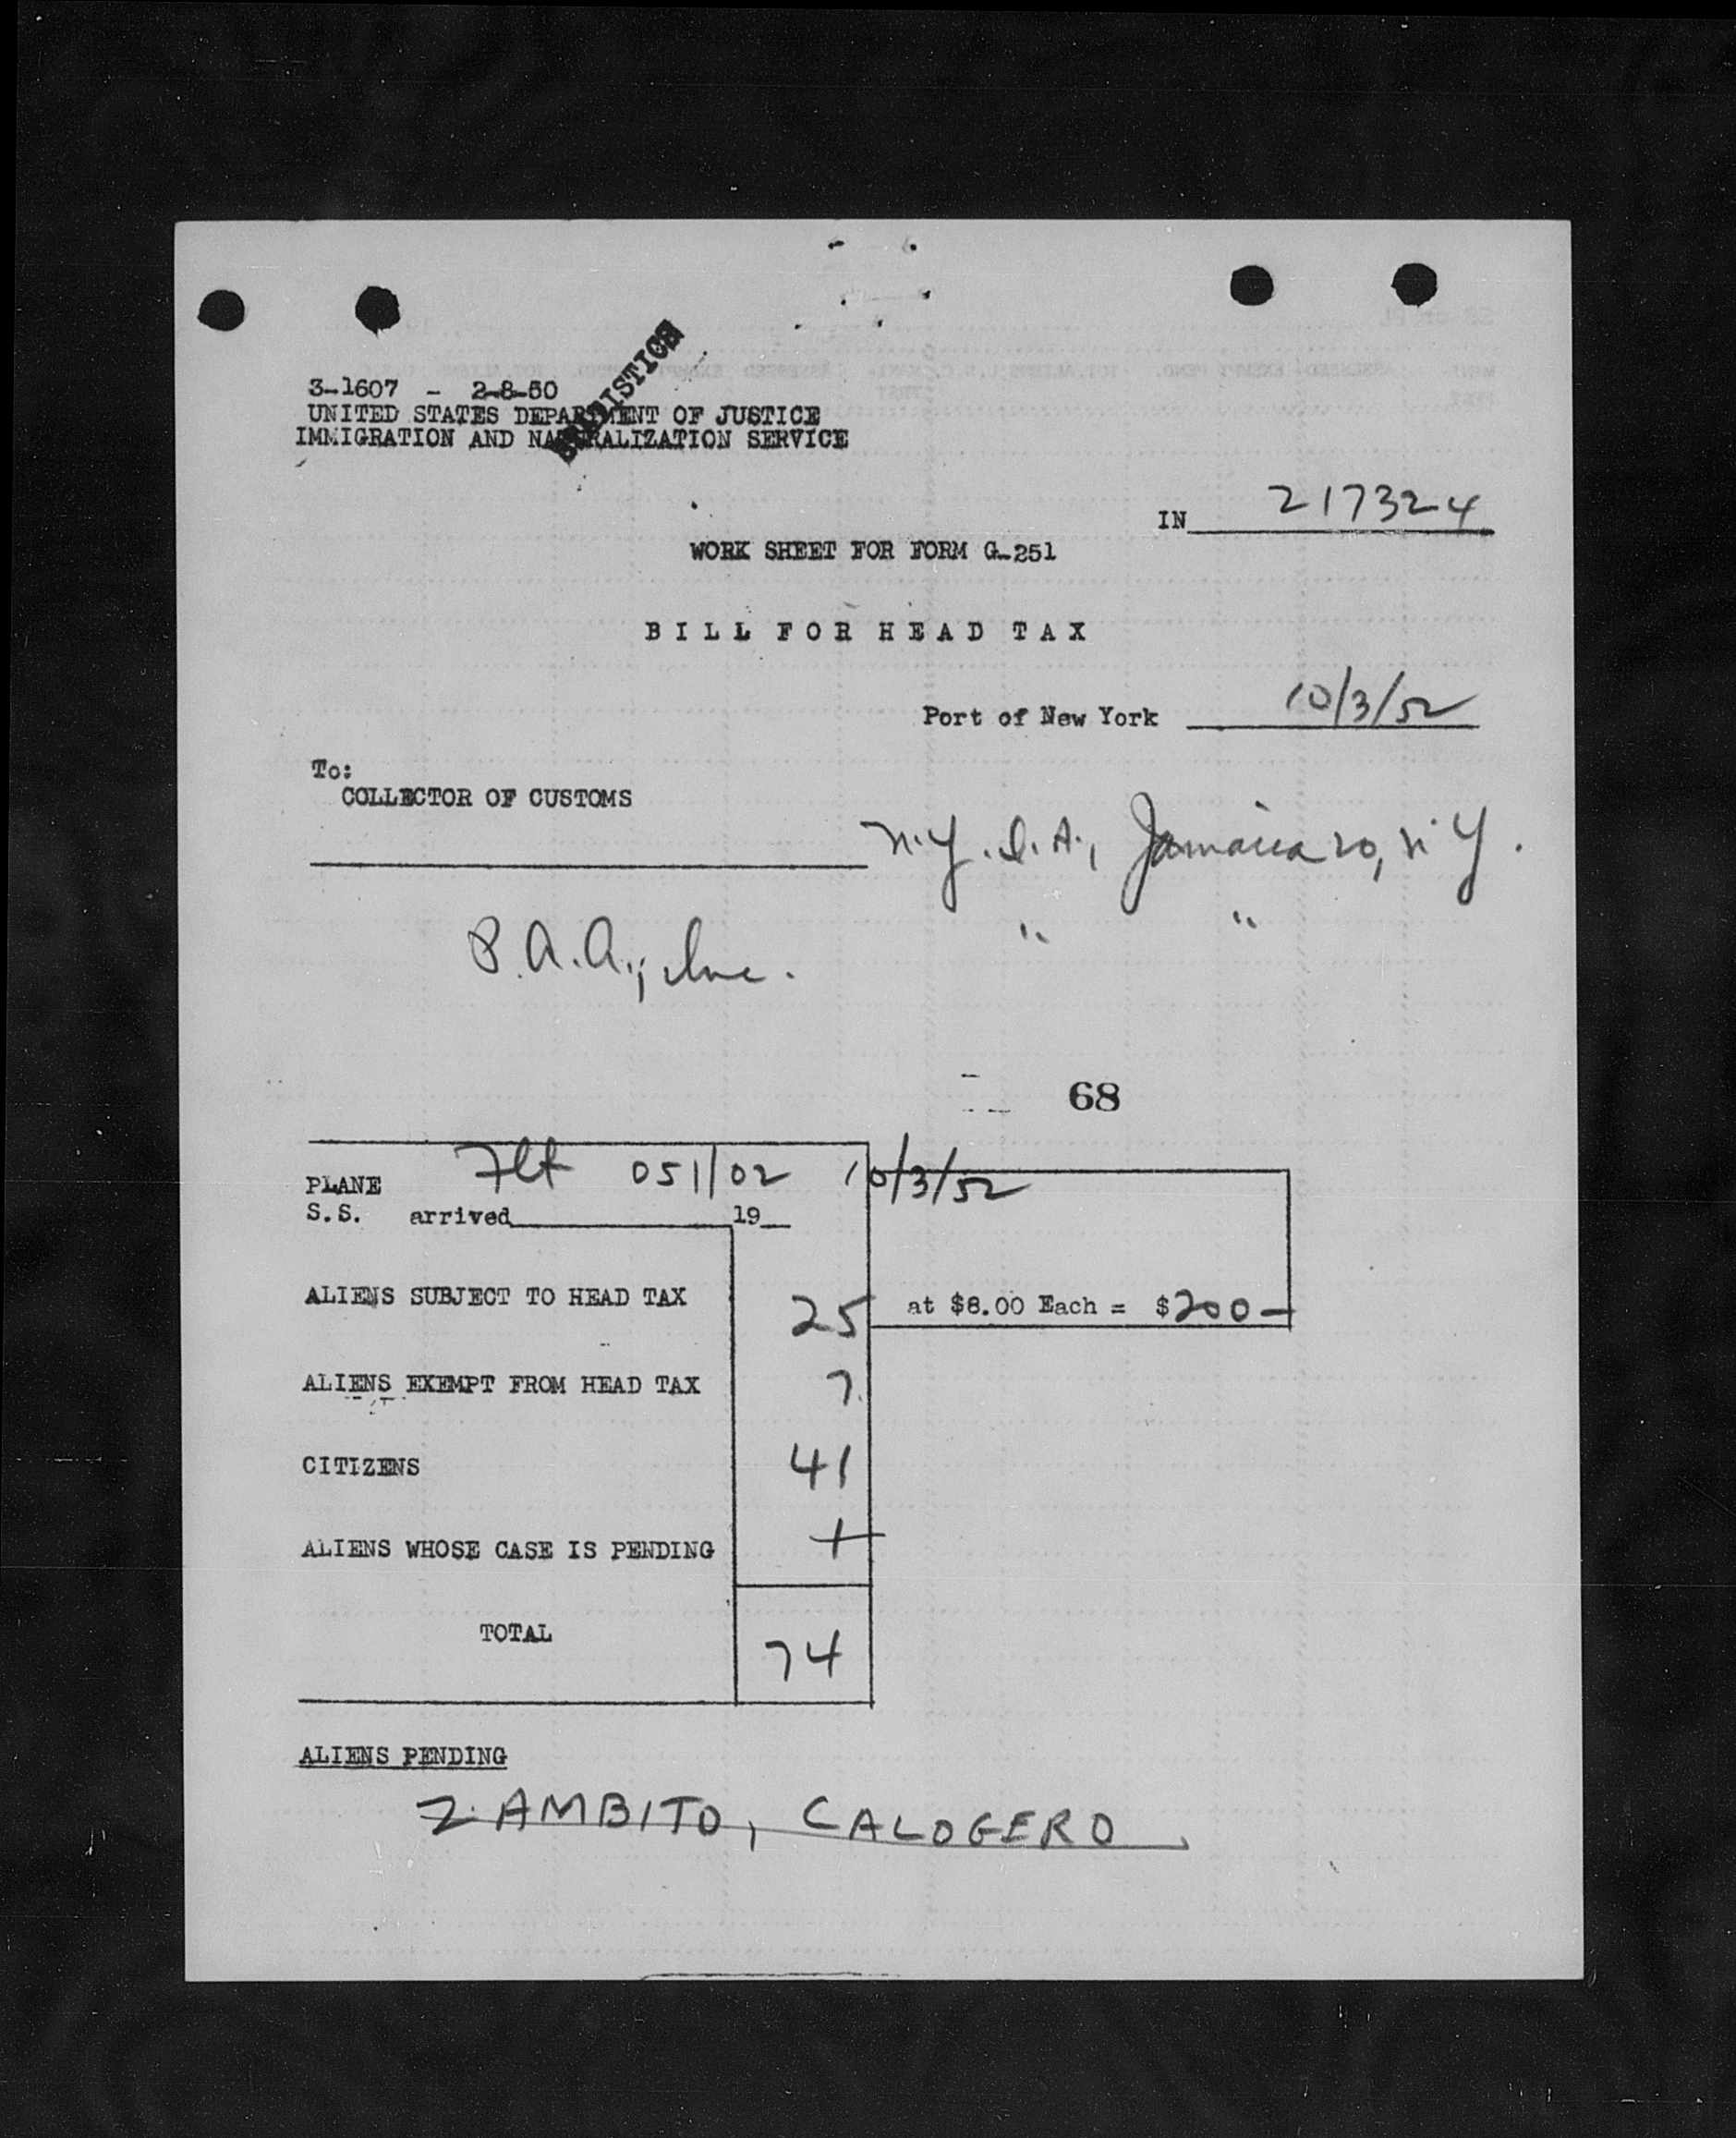 3-1607 - 2-8-50
UNITED STATES DEPARTMENT OF JUSTICE
IMMIGRATION AND NATURALIZATION SERVICE
IN 217324
WORK SHEET FOR FORM G-251
BILL FOR HEAD TAX
Port of New York 10/3/52
To:
COLLECTOR OF CUSTOMS
N.Y. I.A., Jamaica 20, N.Y.
P.A.A., Inc. " "
68
Flt 051/02 10/3/52
PLANE
S.S. arrived 19
ALIENS SUBJECT TO HEAD TAX 25 at $8.00 Each = $200-
ALIENS EXEMPT FROM HEAD TAX 7
CITIZENS 41
ALIENS WHOSE CASE IS PENDING 1
TOTAL 74
ALIENS PENDING
ZAMBITO, CALOGERO